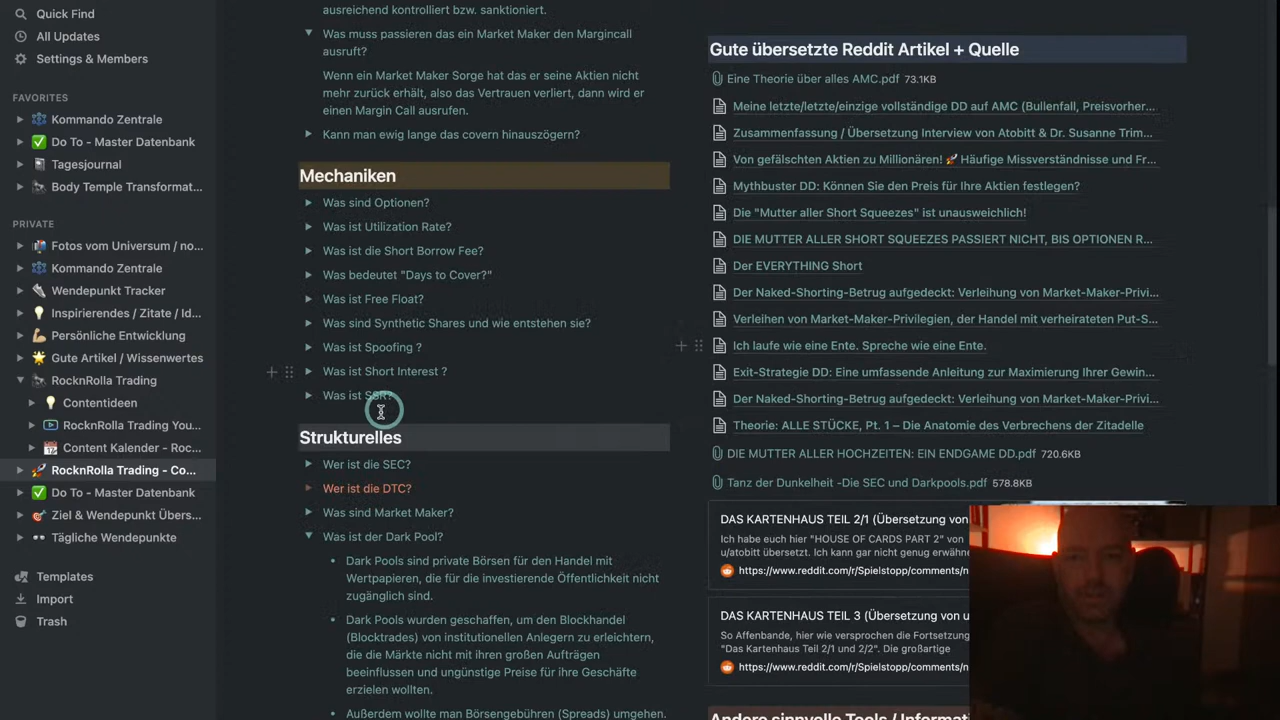 Quick Find
All Updates
Settings & Members
FAVORITES
Kommando Zentrale
Do To - Master Datenbank
Tagesjournal
Body Temple Transformat...
PRIVATE
Fotos vom Universum / no...
Kommando Zentrale
Wendepunkt Tracker
Inspirierendes / Zitate / Id...
Persönliche Entwicklung
Gute Artikel / Wissenwertes
RocknRolla Trading
Contentideen
RocknRolla Trading You...
Content Kalender - Roc...
RocknRolla Trading - Co...
Do To - Master Datenbank
Ziel & Wendepunkt Übers...
Tägliche Wendepunkte
Templates
Import
Trash
ausreichend kontrolliert bzw. sanktioniert.
Was muss passieren das ein Market Maker den Margincall
ausruft?
Wenn ein Market Maker Sorge hat das er seine Aktien nicht
mehr zurück erhält, also das Vertrauen verliert, dann wird er
einen Margin Call ausrufen.
Kann man ewig lange das covern hinauszögern?
Mechaniken
Was sind Optionen?
Was ist Utilization Rate?
Was ist die Short Borrow Fee?
Was bedeutet "Days to Cover?"
Was ist Free Float?
Was sind Synthetic Shares und wie entstehen sie?
Was ist Spoofing ?
Was ist Short Interest ?
Was ist SSR?
Strukturelles
Wer ist die SEC?
Wer ist die DTC?
Was sind Market Maker?
Was ist der Dark Pool?
Dark Pools sind private Börsen für den Handel mit
Wertpapieren, die für die investierende Öffentlichkeit nicht
zugänglich sind.
Dark Pools wurden geschaffen, um den Blockhandel
(Blocktrades) von institutionellen Anlegern zu erleichtern,
die die Märkte nicht mit ihren großen Aufträgen
beeinflussen und ungünstige Preise für ihre Geschäfte
erzielen wollten.
Außerdem wollte man Börsengebühren (Spreads) umgehen.
Gute übersetzte Reddit Artikel + Quelle
Eine Theorie über alles AMC.pdf 73.1KB
Meine letzte/letzte/einzige vollständige DD auf AMC (Bullenfall, Preisvorher...
Zusammenfassung / Übersetzung Interview von Atobitt & Dr. Susanne Trim...
Von gefälschten Aktien zu Millionären! 🚀 Häufige Missverständnisse und Fr...
Mythbuster DD: Können Sie den Preis für Ihre Aktien festlegen?
Die "Mutter aller Short Squeezes" ist unausweichlich!
DIE MUTTER ALLER SHORT SQUEEZES PASSIERT NICHT, BIS OPTIONEN R...
Der EVERYTHING Short
Der Naked-Shorting-Betrug aufgedeckt: Verleihung von Market-Maker-Privi...
Verleihen von Market-Maker-Privilegien, der Handel mit verheirateten Put-S...
Ich laufe wie eine Ente. Spreche wie eine Ente.
Exit-Strategie DD: Eine umfassende Anleitung zur Maximierung Ihrer Gewin...
Der Naked-Shorting-Betrug aufgedeckt: Verleihung von Market-Maker-Privi...
Theorie: ALLE STÜCKE, Pt. 1 – Die Anatomie des Verbrechens der Zitadelle
DIE MUTTER ALLER HOCHZEITEN: EIN ENDGAME DD.pdf 720.6KB
Tanz der Dunkelheit -Die SEC und Darkpools.pdf 578.8KB
DAS KARTENHAUS TEIL 2/1 (Übersetzung von
Ich habe euch hier "HOUSE OF CARDS PART 2" von
u/atobitt übersetzt. Ich kann gar nicht genug erwähne
https://www.reddit.com/r/Spielstopp/comments/n
DAS KARTENHAUS TEIL 3 (Übersetzung von u
So Affenbande, hier wie versprochen die Fortsetzung
"Das Kartenhaus Teil 2/1 und 2/2". Die großartige
https://www.reddit.com/r/Spielstopp/comments/n
Andere sinnvolle Tools / Informati